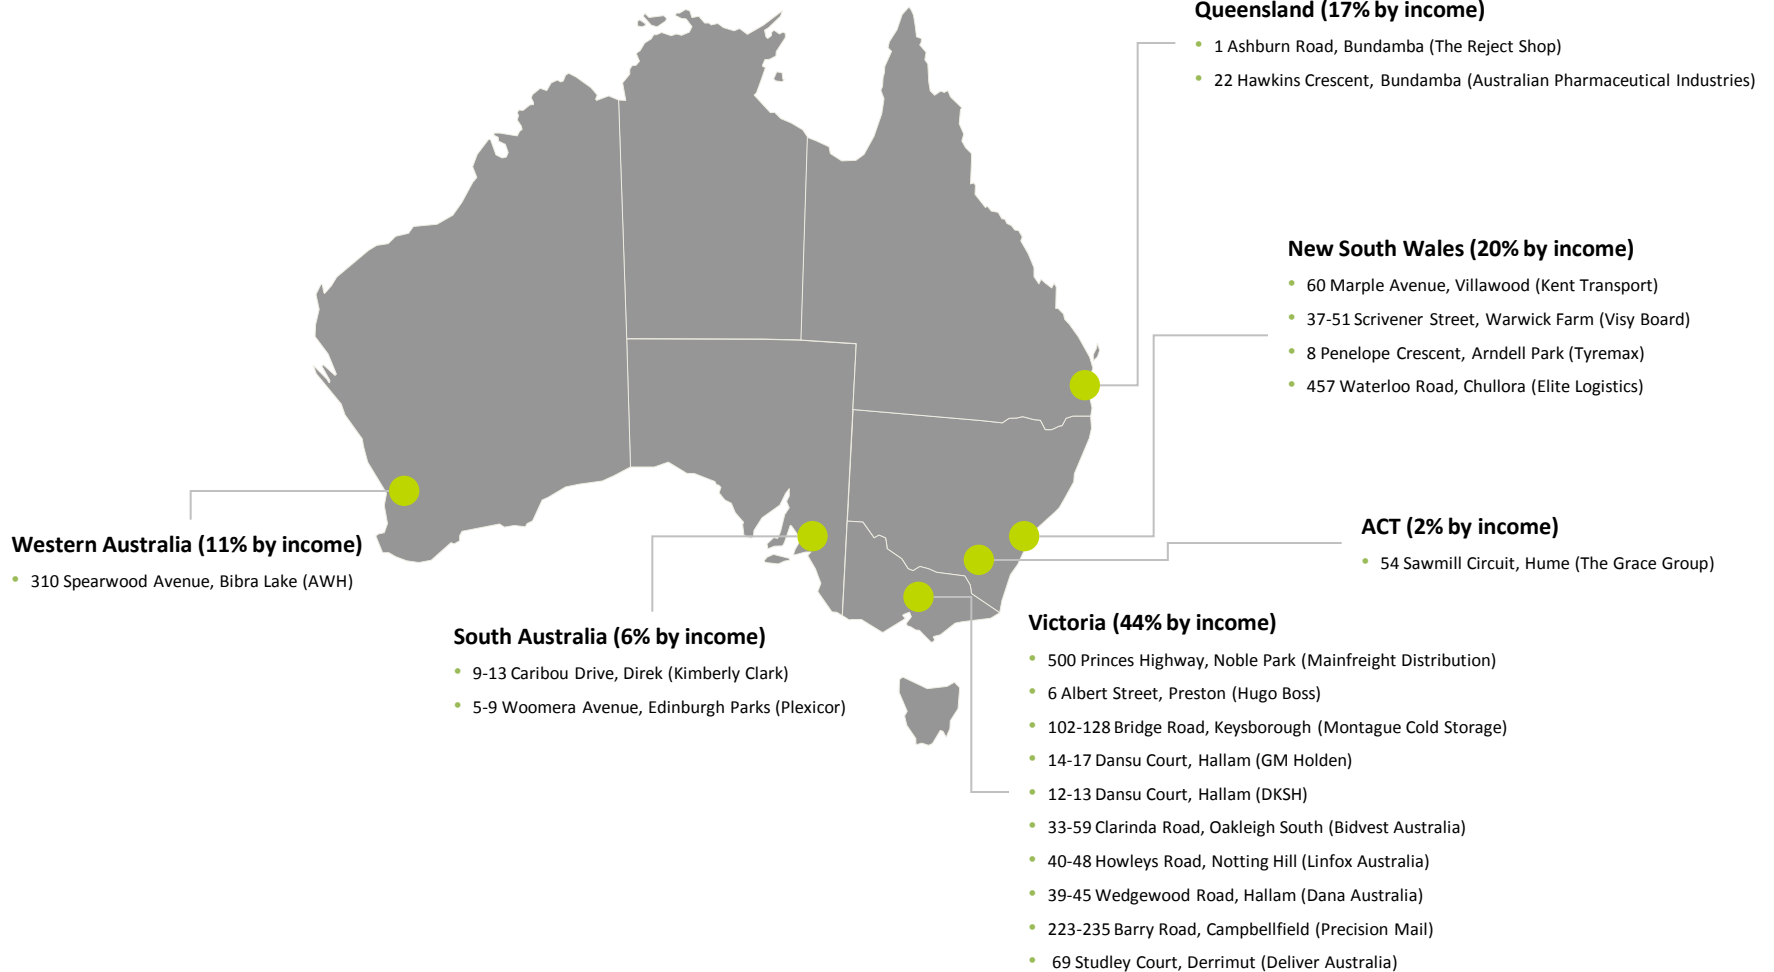 Queensland (17% by income)
• 1 Ashburn Road, Bundamba (The Reject Shop)
• 22 Hawkins Crescent, Bundamba (Australian Pharmaceutical Industries)
New South Wales (20% by income)
• 60 Marple Avenue, Villawood (Kent Transport)
• 37-51 Scrivener Street, Warwick Farm (Visy Board)
• 8 Penelope Crescent, Arndell Park (Tyremax)
• 457 Waterloo Road, Chullora (Elite Logistics)
ACT (2% by income)
• 54 Sawmill Circuit, Hume (The Grace Group)
Western Australia (11% by income)
• 310 Spearwood Avenue, Bibra Lake (AWH)
South Australia (6% by income)
• 9-13 Caribou Drive, Direk (Kimberly Clark)
• 5-9 Woomera Avenue, Edinburgh Parks (Plexicor)
Victoria (44% by income)
• 500 Princes Highway, Noble Park (Mainfreight Distribution)
• 6 Albert Street, Preston (Hugo Boss)
• 102-128 Bridge Road, Keysborough (Montague Cold Storage)
• 14-17 Dansu Court, Hallam (GM Holden)
• 12-13 Dansu Court, Hallam (DKSH)
• 33-59 Clarinda Road, Oakleigh South (Bidvest Australia)
• 40-48 Howleys Road, Notting Hill (Linfox Australia)
• 39-45 Wedgewood Road, Hallam (Dana Australia)
• 223-235 Barry Road, Campbellfield (Precision Mail)
• 69 Studley Court, Derrimut (Deliver Australia)